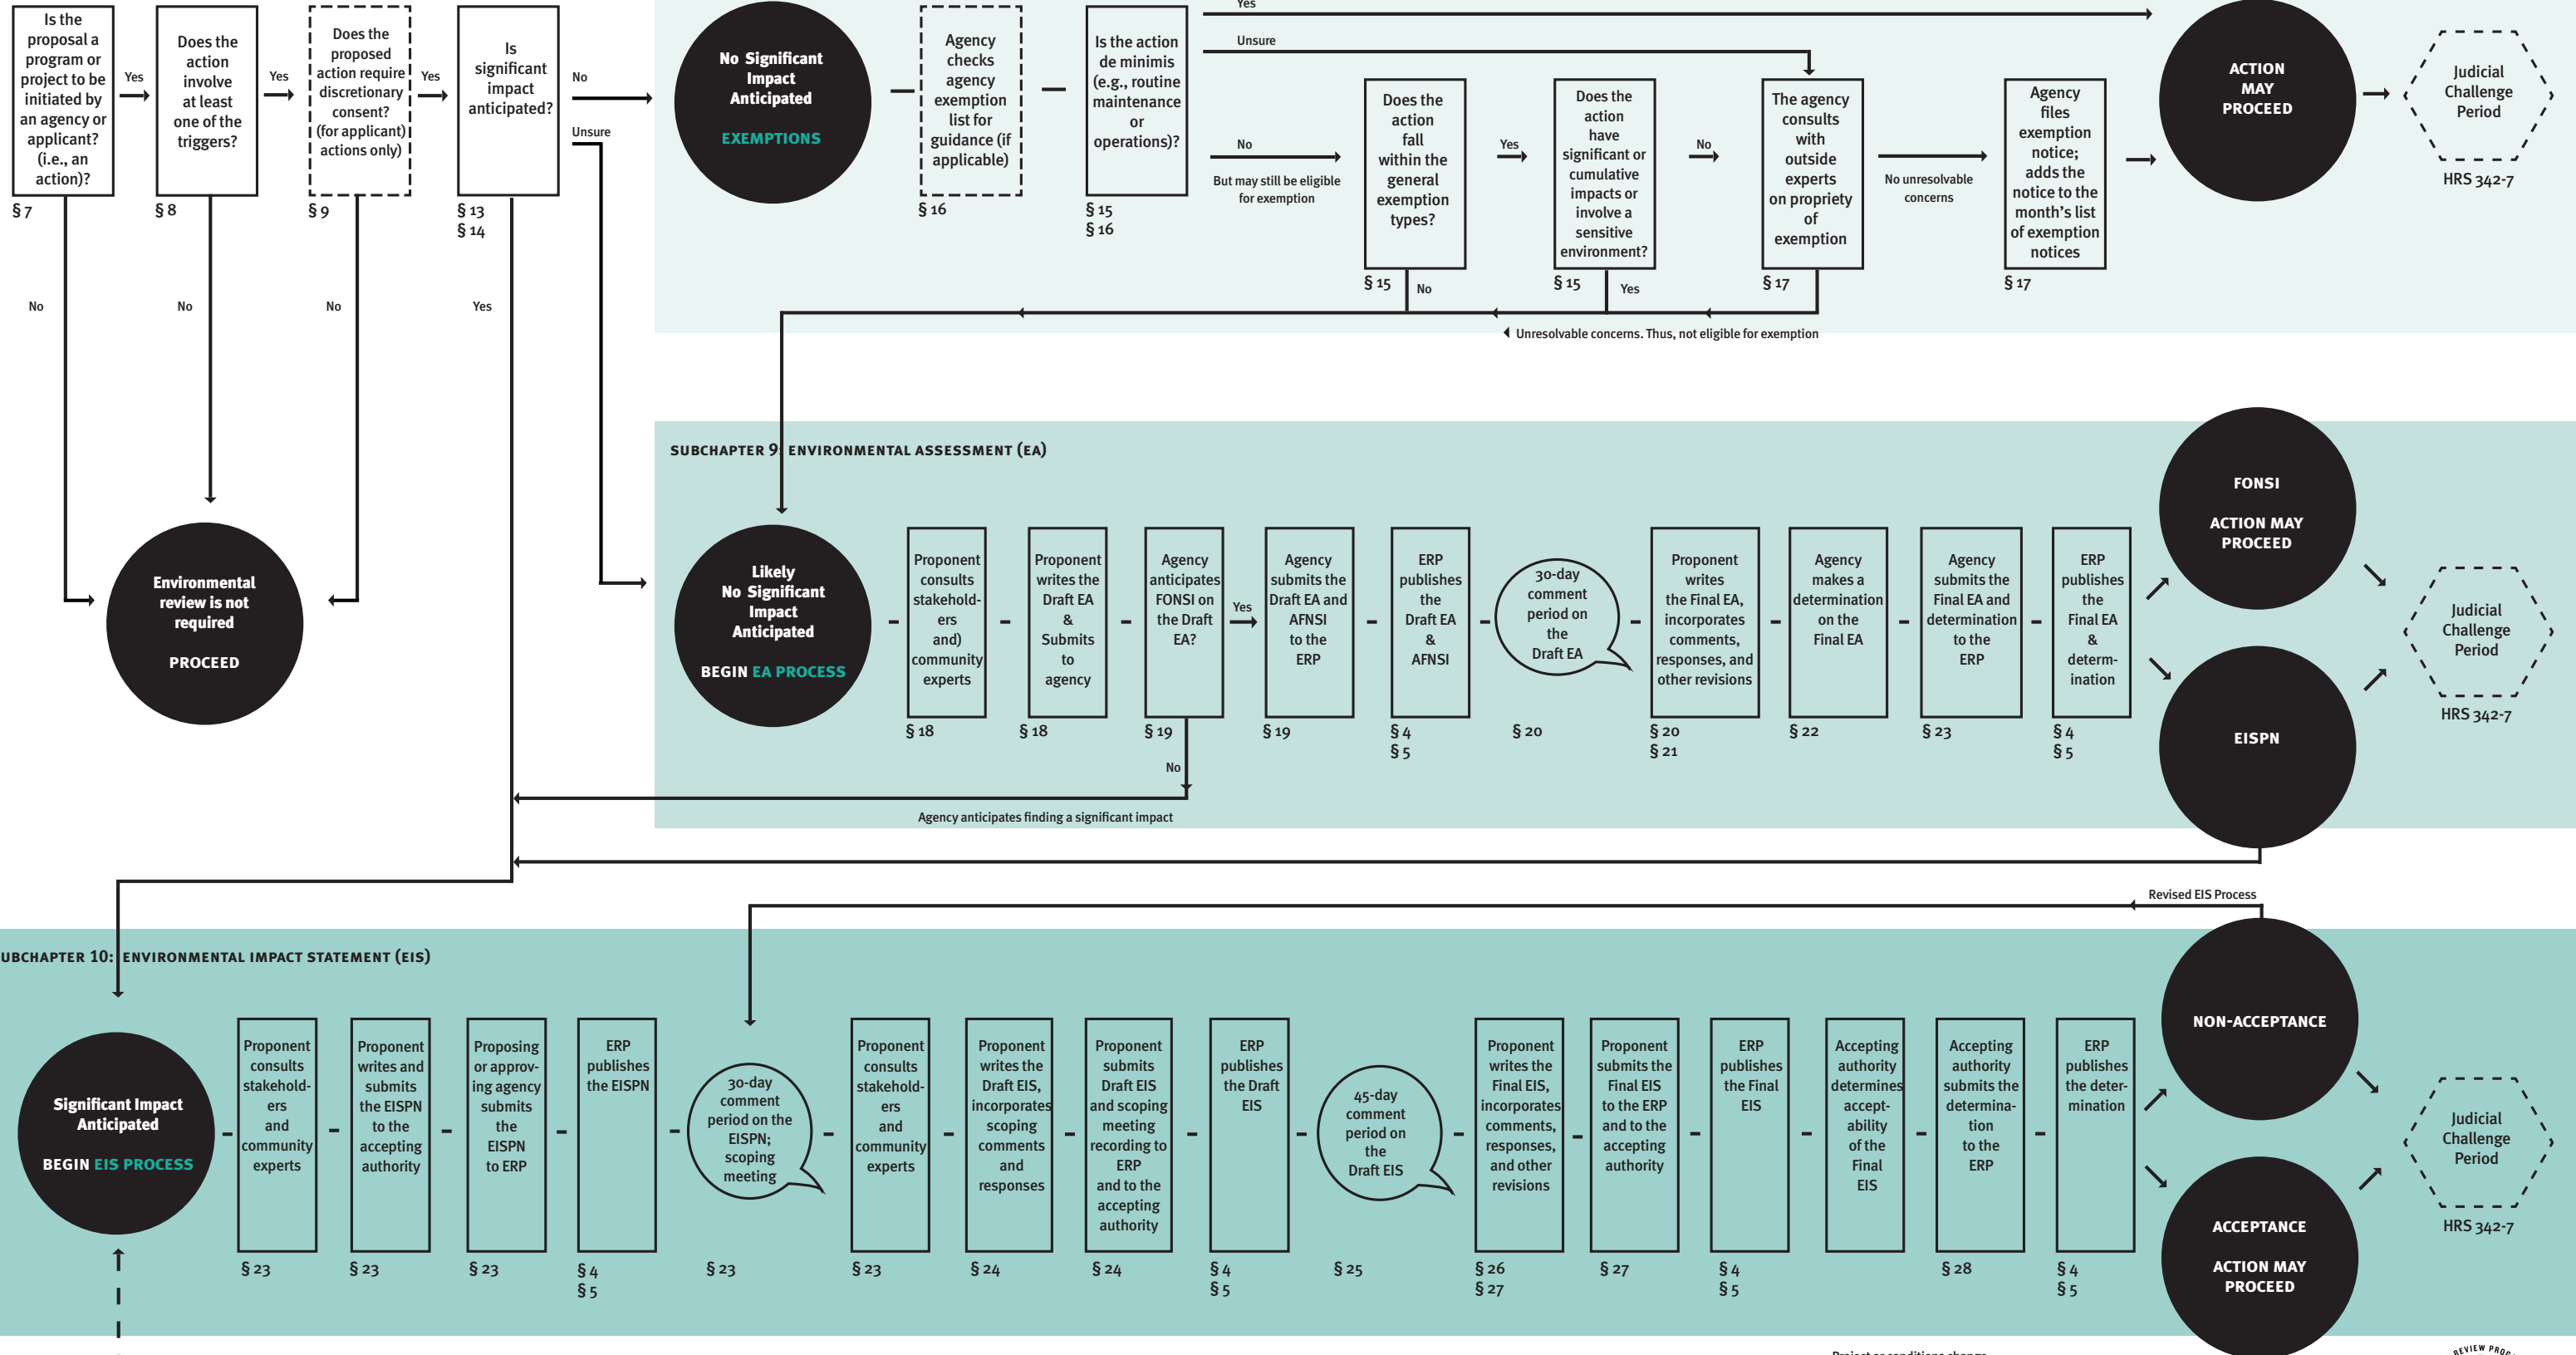 Is the
proposal a
program or
project to be
initiated by
an agency or
applicant?
(i.e., an
action)?
§ 7
No
Yes
Does the
action
involve
at least
one of the
triggers?
§ 8
No
Yes
Does the
proposed
action require
discretionary
consent?
(for applicant)
actions only)
§ 9
No
Yes
Is
significant
impact
anticipated?
§ 13
§ 14
Yes
No
Unsure
Environmental
review is not
required
PROCEED
No Significant
Impact
Anticipated
EXEMPTIONS
Agency
checks
agency
exemption
list for
guidance (if
applicable)
§ 16
Is the action
de minimis
(e.g., routine
maintenance
or
operations)?
§ 15
§ 16
Yes
Unsure
No
But may still be eligible
for exemption
Does the
action
fall
within the
general
exemption
types?
§ 15
No
Yes
Does the
action
have
significant or
cumulative
impacts or
involve a
sensitive
environment?
§ 15
Yes
No
The agency
consults
with
outside
experts
on propriety
of
exemption
§ 17
No unresolvable
concerns
Agency
files
exemption
notice;
adds the
notice to the
month's list
of exemption
notices
§ 17
Unresolvable concerns. Thus, not eligible for exemption
ACTION
MAY
PROCEED
Judicial
Challenge
Period
HRS 342-7
SUBCHAPTER 9: ENVIRONMENTAL ASSESSMENT (EA)
Likely
No Significant
Impact
Anticipated
BEGIN EA PROCESS
Proponent
consults
stakehold-
ers
and)
community
experts
§ 18
Proponent
writes the
Draft EA
&
Submits
to
agency
§ 18
Agency
anticipates
FONSI on
the Draft
EA?
§ 19
No
Yes
Agency anticipates finding a significant impact
Agency
submits the
Draft EA and
AFNSI
to the
ERP
§ 19
ERP
publishes
the
Draft EA
&
AFNSI
§ 4
§ 5
30-day
comment
period on
the
Draft EA
§ 20
Proponent
writes
the Final EA,
incorporates
comments,
responses, and
other revisions
§ 20
§ 21
Agency
makes a
determination
on the
Final EA
§ 22
Agency
submits the
Final EA and
determination
to the
ERP
§ 23
ERP
publishes
the
Final EA
&
determ-
ination
§ 4
§ 5
FONSI
ACTION MAY
PROCEED
EISPN
Judicial
Challenge
Period
HRS 342-7
Revised EIS Process
UBCHAPTER 10: ENVIRONMENTAL IMPACT STATEMENT (EIS)
Significant Impact
Anticipated
BEGIN EIS PROCESS
Proponent
consults
stakehold-
ers
and
community
experts
§ 23
Proponent
writes and
submits
the EISPN
to the
accepting
authority
§ 23
Proposing
or approv-
ing agency
submits
the
EISPN
to ERP
§ 23
ERP
publishes
the EISPN
§ 4
§ 5
30-day
comment
period on the
EISPN;
scoping
meeting
§ 23
Proponent
consults
stakehold-
ers
and
community
experts
§ 23
Proponent
writes the
Draft EIS,
incorporates
scoping
comments
and
responses
§ 24
Proponent
submits
Draft EIS
and scoping
meeting
recording to
ERP
and to the
accepting
authority
§ 24
ERP
publishes
the Draft
EIS
§ 4
§ 5
45-day
comment
period on
the
Draft EIS
§ 25
Proponent
writes the
Final EIS,
incorporates
comments,
responses,
and other
revisions
§ 26
§ 27
Proponent
submits the
Final EIS
to the ERP
and to the
accepting
authority
§ 27
ERP
publishes
the Final
EIS
§ 4
§ 5
Accepting
authority
determines
accept-
ability
of the
Final
EIS
Accepting
authority
submits the
determina-
tion
to the
ERP
§ 28
ERP
publishes
the deter-
mination
§ 4
§ 5
NON-ACCEPTANCE
ACCEPTANCE
ACTION MAY
PROCEED
Judicial
Challenge
Period
HRS 342-7
Project or conditions change
REVIEW PROG